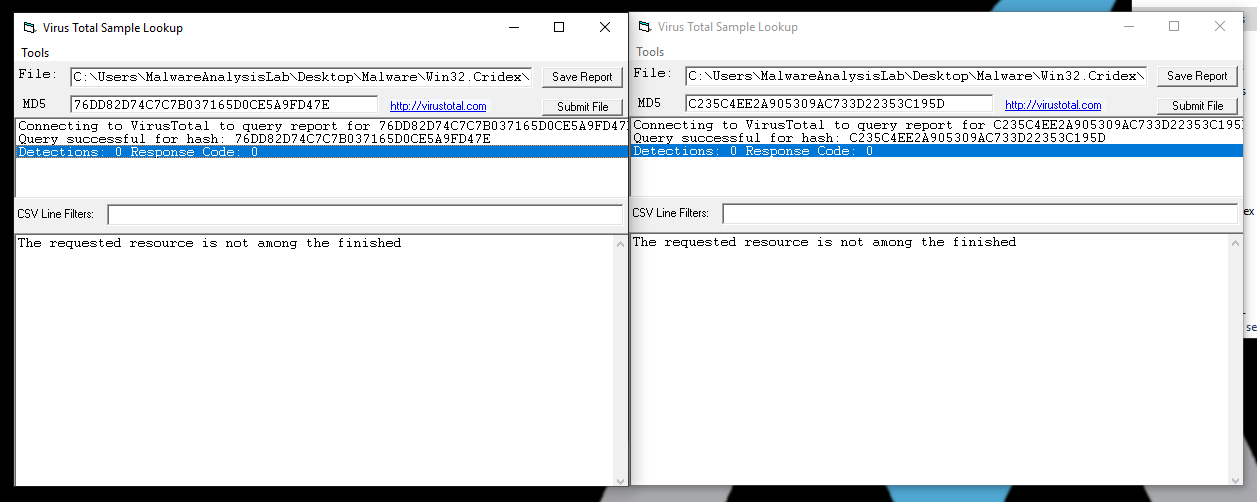 Virus Total Sample Lookup
Tools
File: C:\Users\MalwareAnalysisLab\Desktop\Malware\Win32.Cridex\ Save Report
MD5 76DD82D74C7C7B037165D0CE5A9FD47E http://virustotal.com Submit File
Connecting to VirusTotal to query report for 76DD82D74C7C7B037165D0CE5A9FD47
Query successful for hash: 76DD82D74C7C7B037165D0CE5A9FD47E
Detections: 0 Response Code: 0
CSV Line Filters:
The requested resource is not among the finished
Virus Total Sample Lookup
Tools
File: C:\Users\MalwareAnalysisLab\Desktop\Malware\Win32.Cridex\ Save Report
MD5 C235C4EE2A905309AC733D22353C195D http://virustotal.com Submit File
Connecting to VirusTotal to query report for C235C4EE2A905309AC733D22353C195
Query successful for hash: C235C4EE2A905309AC733D22353C195D
Detections: 0 Response Code: 0
CSV Line Filters:
The requested resource is not among the finished
ex
se